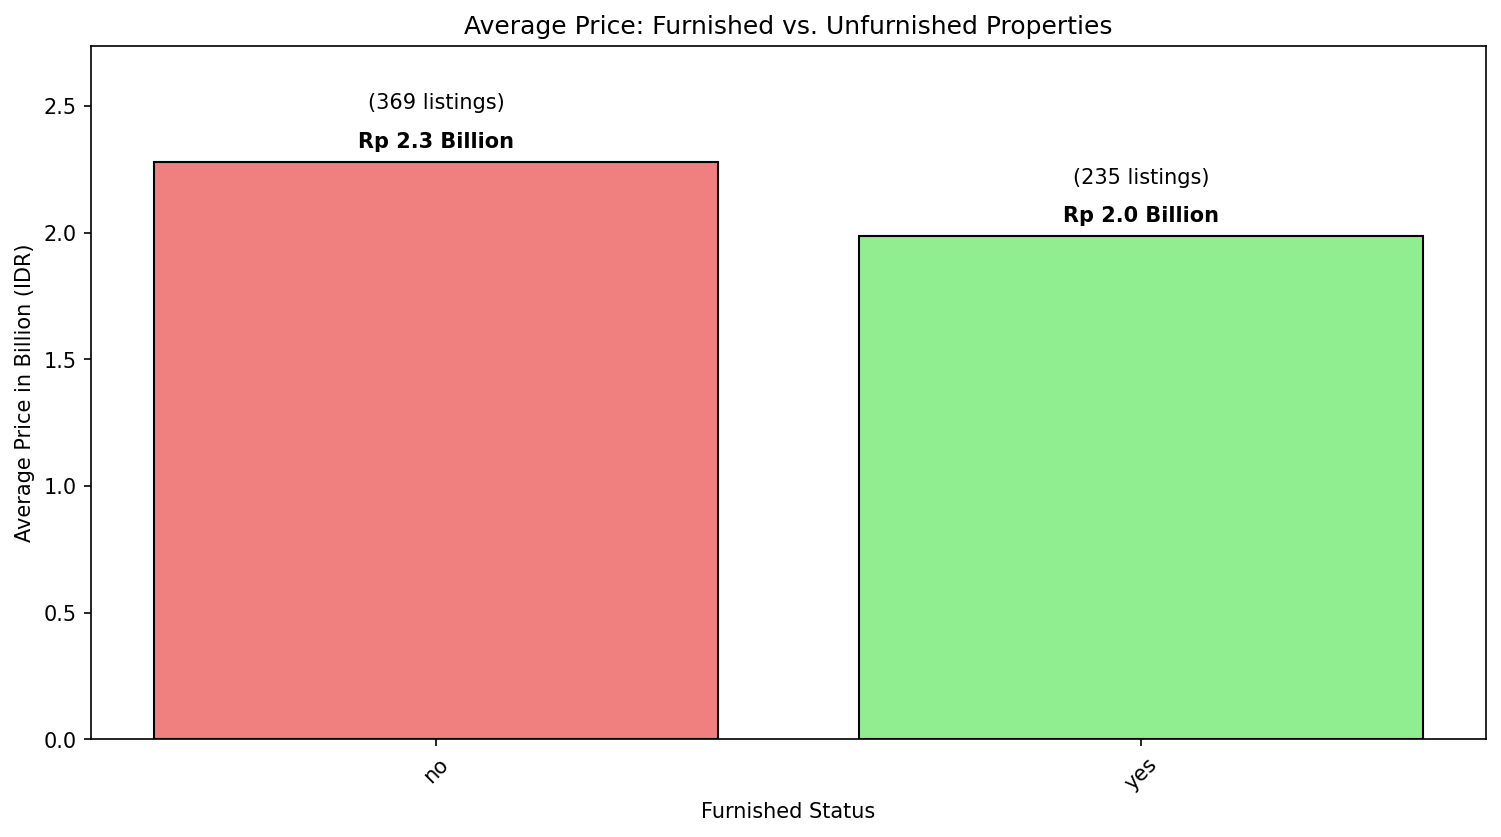 Average Price: Furnished vs. Unfurnished Properties
Average Price in Billion (IDR)
2.5
2.0
1.5
1.0
0.5
0.0
(369 listings)
Rp 2.3 Billion
(235 listings)
Rp 2.0 Billion
no
yes
Furnished Status